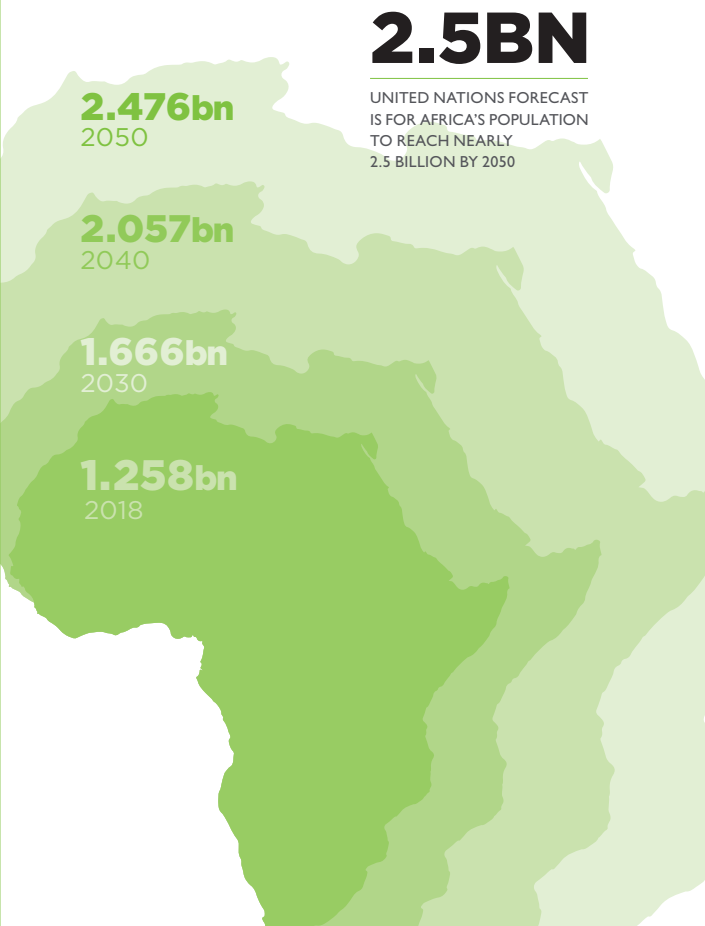 2.5BN
UNITED NATIONS FORECAST
IS FOR AFRICA'S POPULATION
TO REACH NEARLY
2.5 BILLION BY 2050
2.476bn
2050
2.057bn
2040
1.666bn
2030
1.258bn
2018